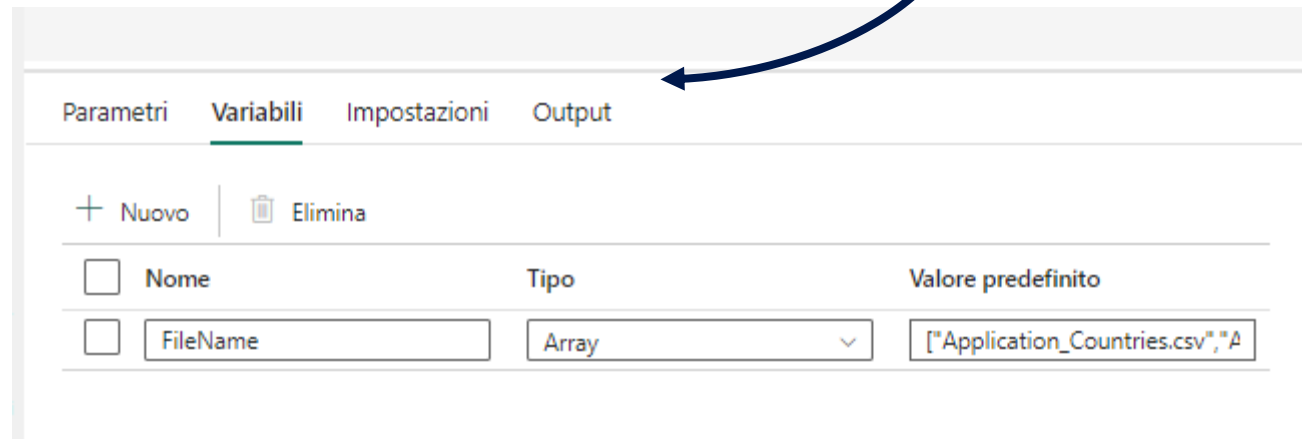 Parametri Variabili Impostazioni Output
+ Nuovo Elimina
Nome Tipo Valore predefinito
FileName Array ["Application_Countries.csv","A